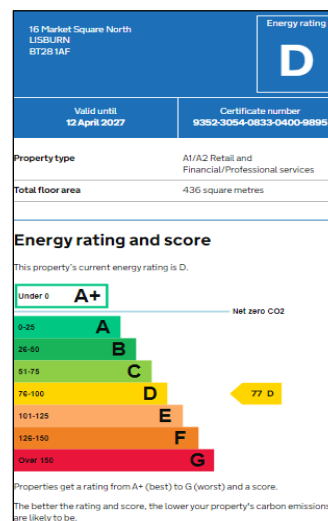 16 Market Square North
LISBURN
BT28 1AF
Energy rating
D
Valid until
12 April 2027
Certificate number
9352-3054-0833-0400-9895
Property type
A1/A2 Retail and
Financial/Professional services
Total floor area
436 square metres
Energy rating and score
This property's current energy rating is D.
Under 0 A+
Net zero CO2
0-25 A
26-50 B
51-75 C
76-100 D
77 D
101-125 E
126-150 F
Over 150 G
Properties get a rating from A+ (best) to G (worst) and a score.
The better the rating and score, the lower your property's carbon emissions
are likely to be.